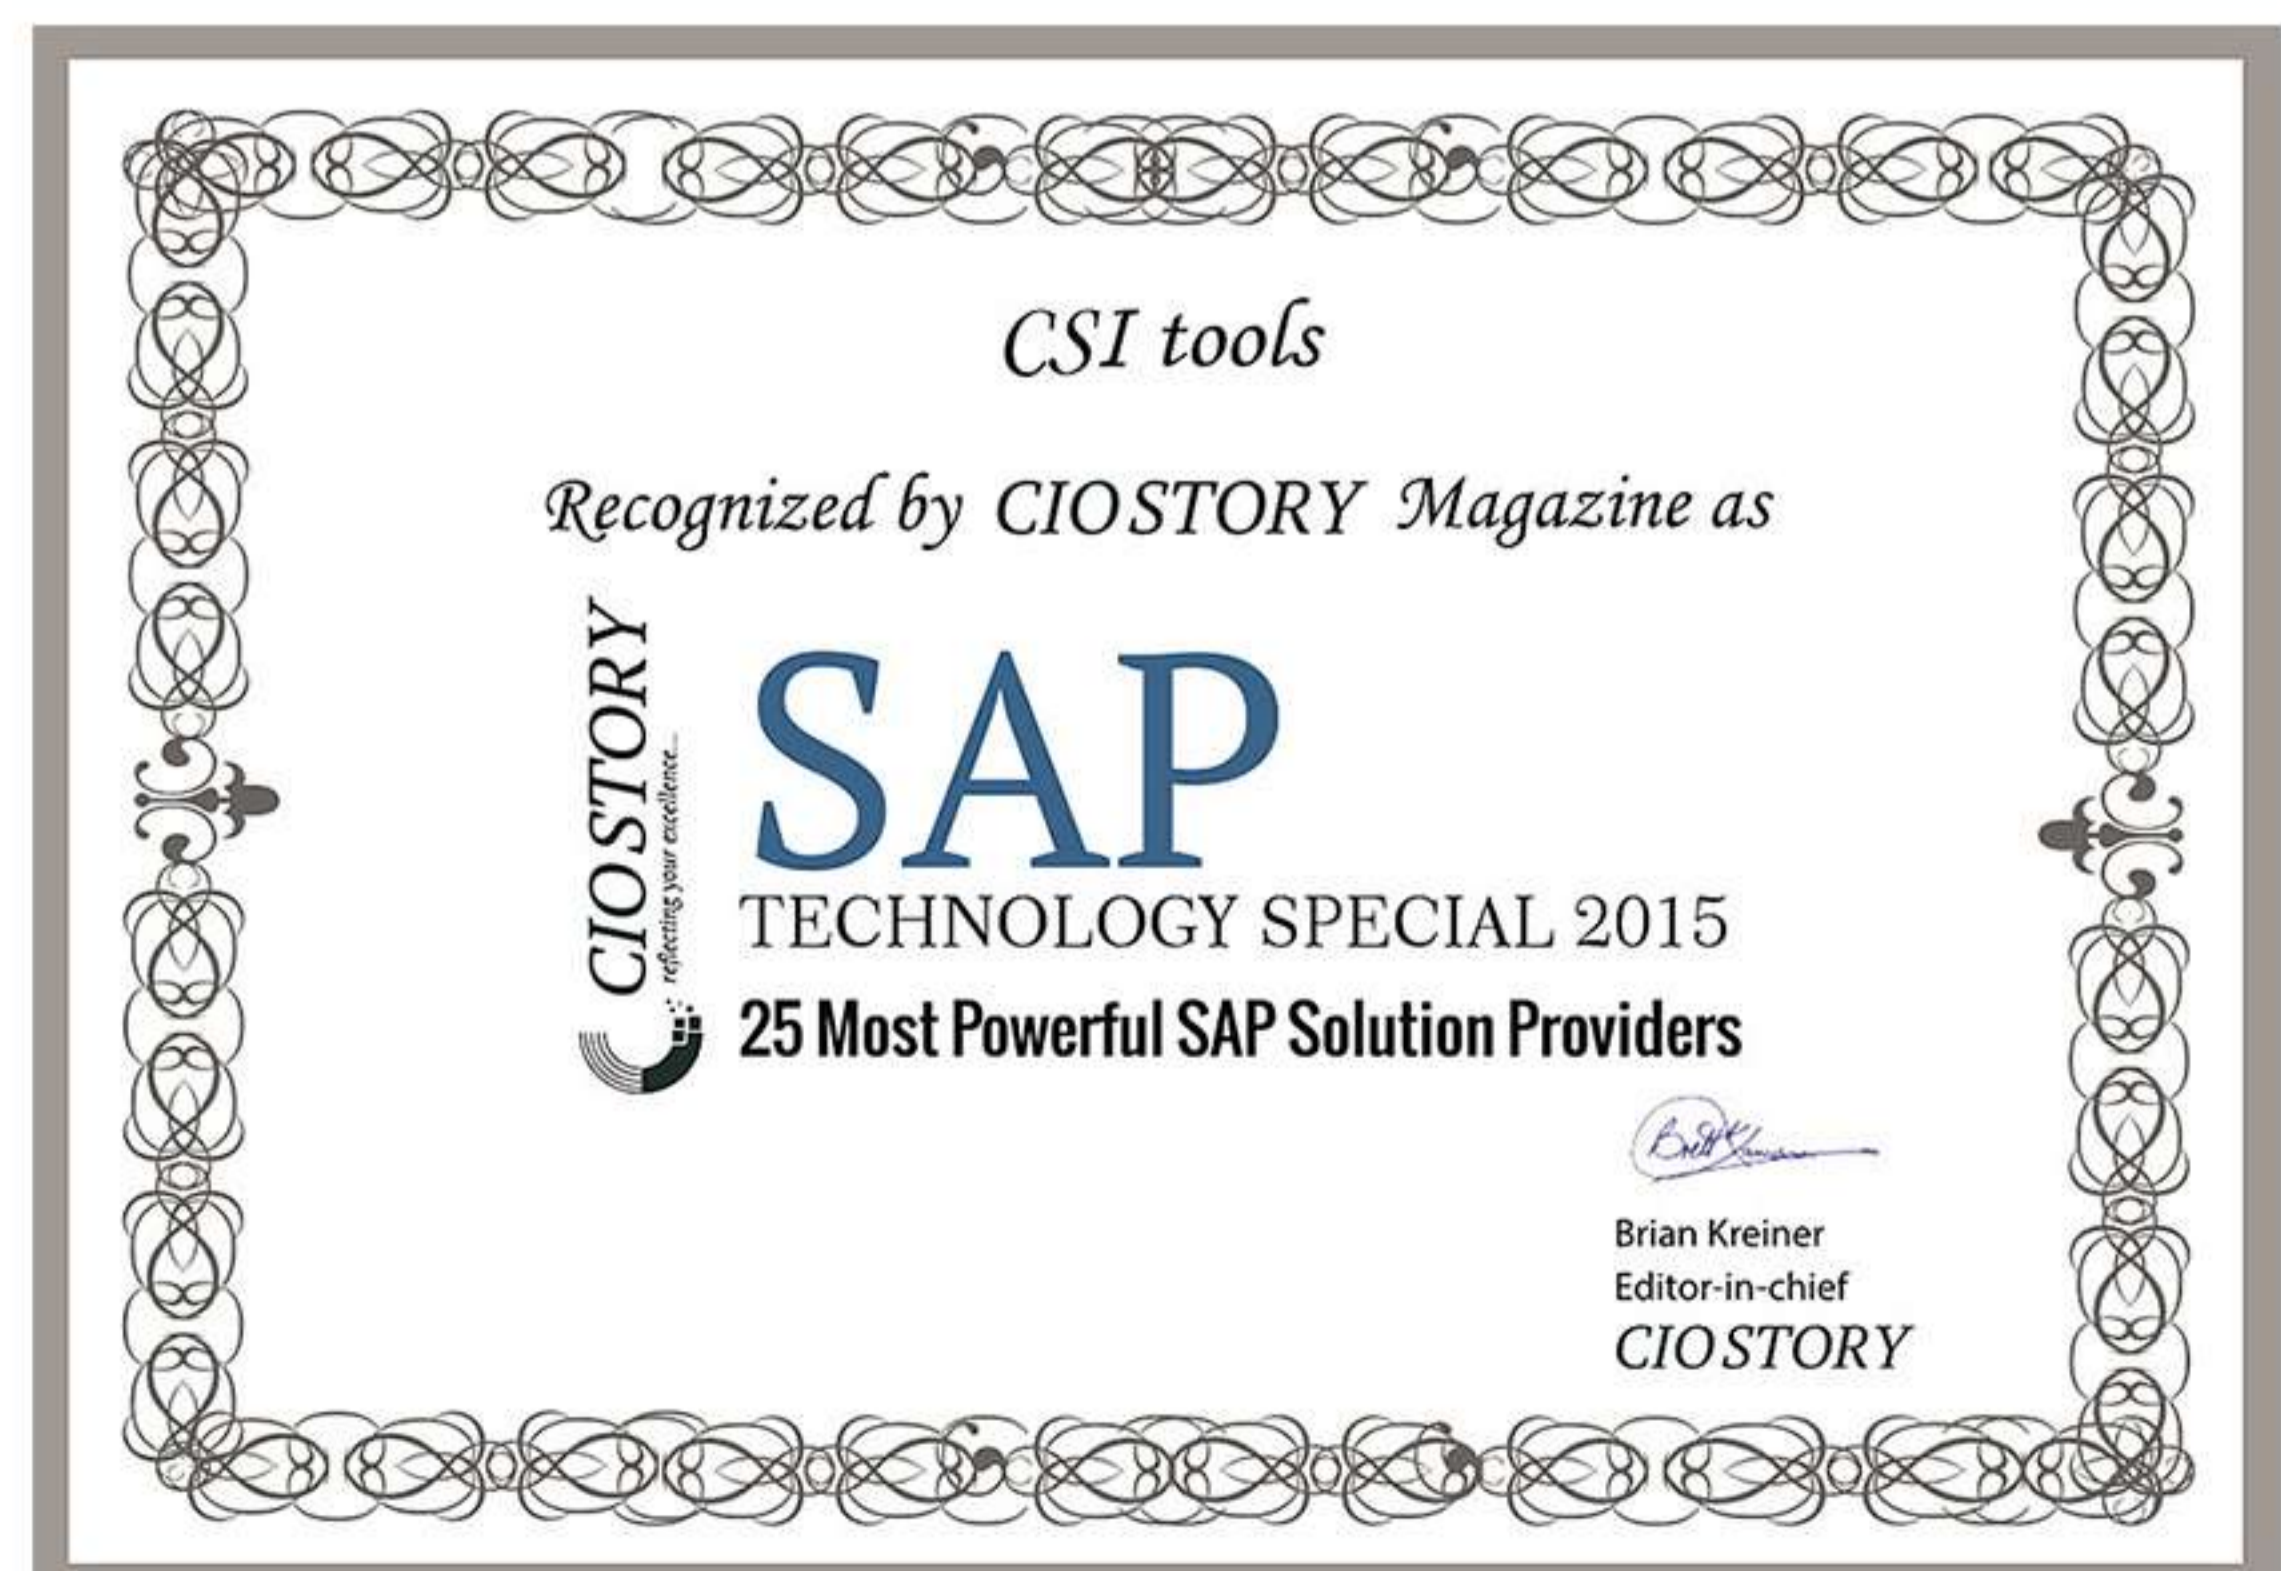 CSI tools
Recognized by CIOSTORY Magazine as
CIOSTORY
reflecting your excellence...
SAP
TECHNOLOGY SPECIAL 2015
25 Most Powerful SAP Solution Providers
Brian Kreiner
Editor-in-chief
CIOSTORY